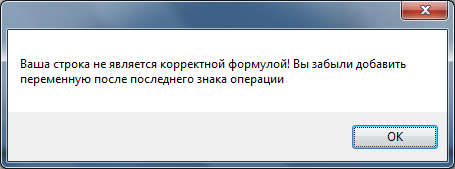 Ваша строка не является корректной формулой! Вы забыли добавить
переменную после последнего знака операции
OK